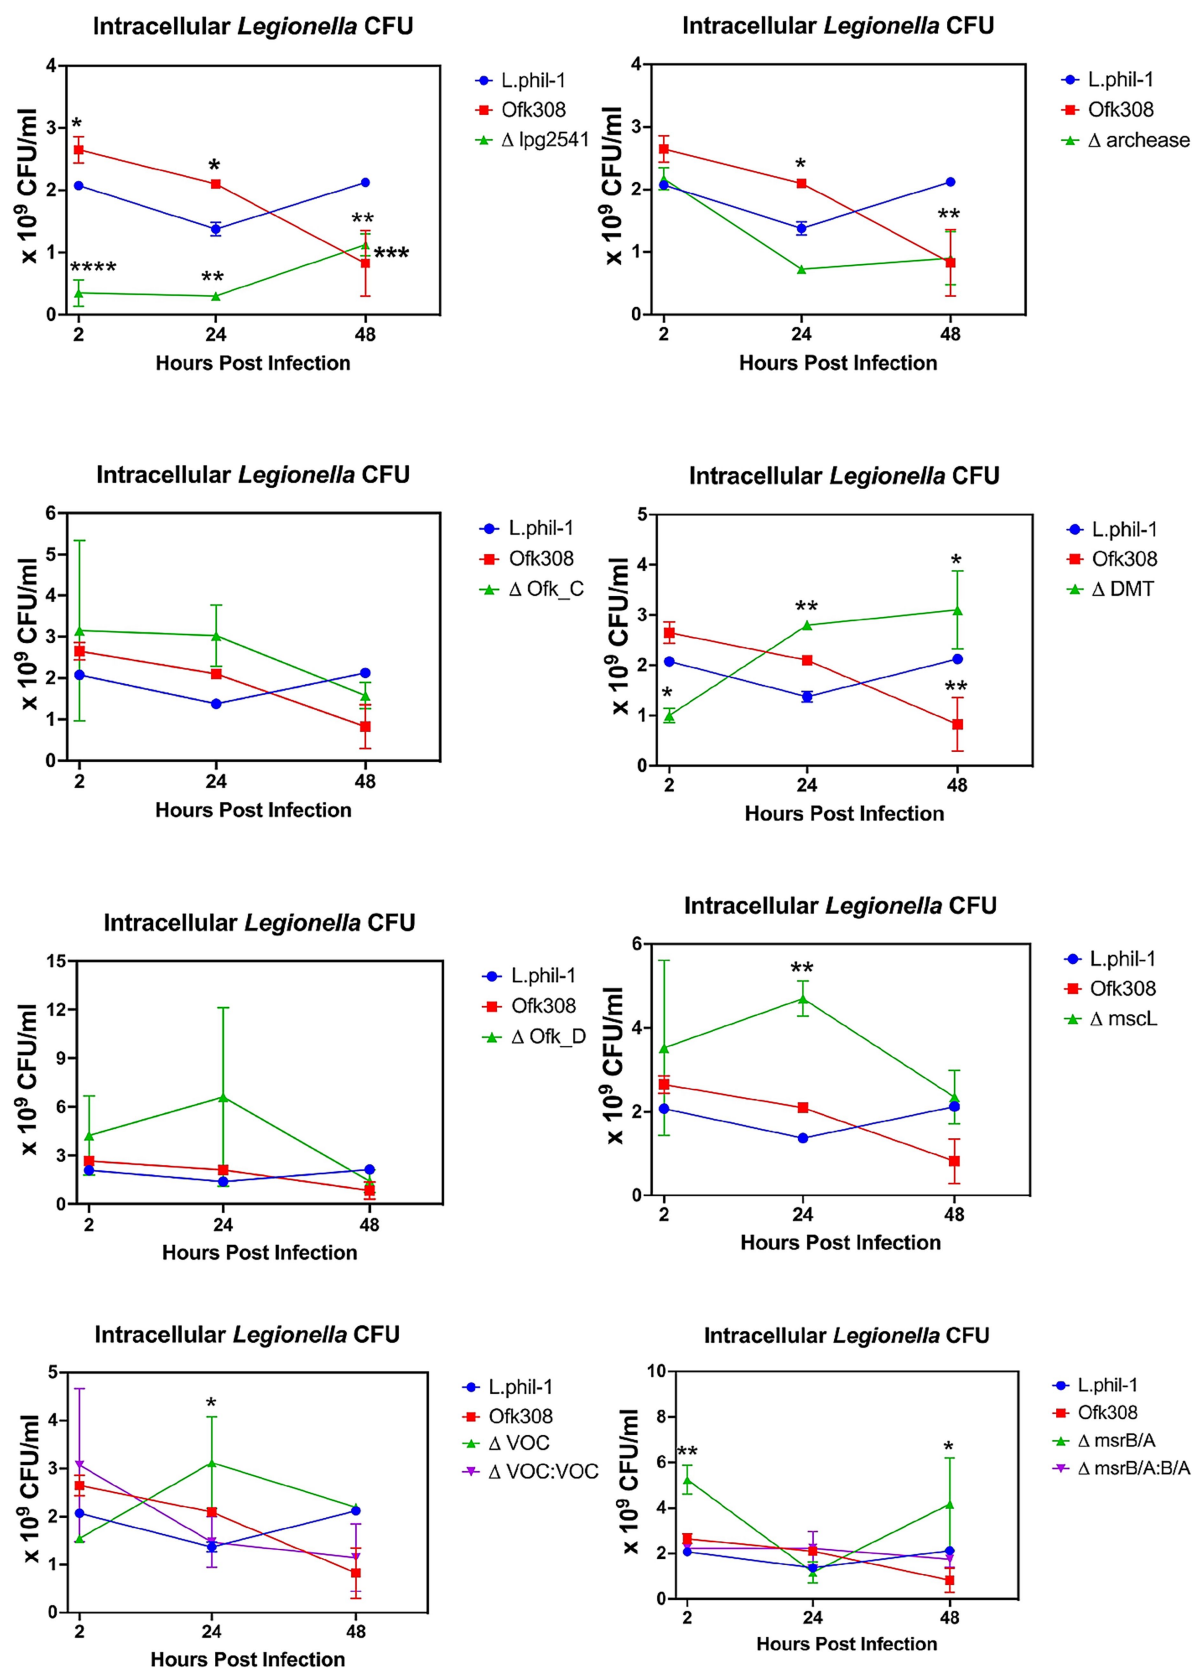 Intracellular Legionella CFU
x 10⁹ CFU/ml
4
3
2
1
0
*
*
**
****
**
***
2 24 48
Hours Post Infection
L.phil-1
Ofk308
Δ lpg2541
Intracellular Legionella CFU
x 10⁹ CFU/ml
4
3
2
1
0
*
**
2 24 48
Hours Post Infection
L.phil-1
Ofk308
Δ archease
Intracellular Legionella CFU
x 10⁹ CFU/ml
6
5
4
3
2
1
0
2 24 48
Hours Post Infection
L.phil-1
Ofk308
Δ Ofk_C
Intracellular Legionella CFU
x 10⁹ CFU/ml
5
4
3
2
1
0
*
**
*
**
2 24 48
Hours Post Infection
L.phil-1
Ofk308
Δ DMT
Intracellular Legionella CFU
x 10⁹ CFU/ml
15
12
9
6
3
0
2 24 48
Hours Post Infection
L.phil-1
Ofk308
Δ Ofk_D
Intracellular Legionella CFU
x 10⁹ CFU/ml
6
4
2
0
**
2 24 48
Hours Post Infection
L.phil-1
Ofk308
Δ mscL
Intracellular Legionella CFU
x 10⁹ CFU/ml
5
4
3
2
1
0
*
2 24 48
Hours Post Infection
L.phil-1
Ofk308
Δ VOC
Δ VOC:VOC
Intracellular Legionella CFU
x 10⁹ CFU/ml
10
8
6
4
2
0
**
*
2 24 48
Hours Post Infection
L.phil-1
Ofk308
Δ msrB/A
Δ msrB/A:B/A